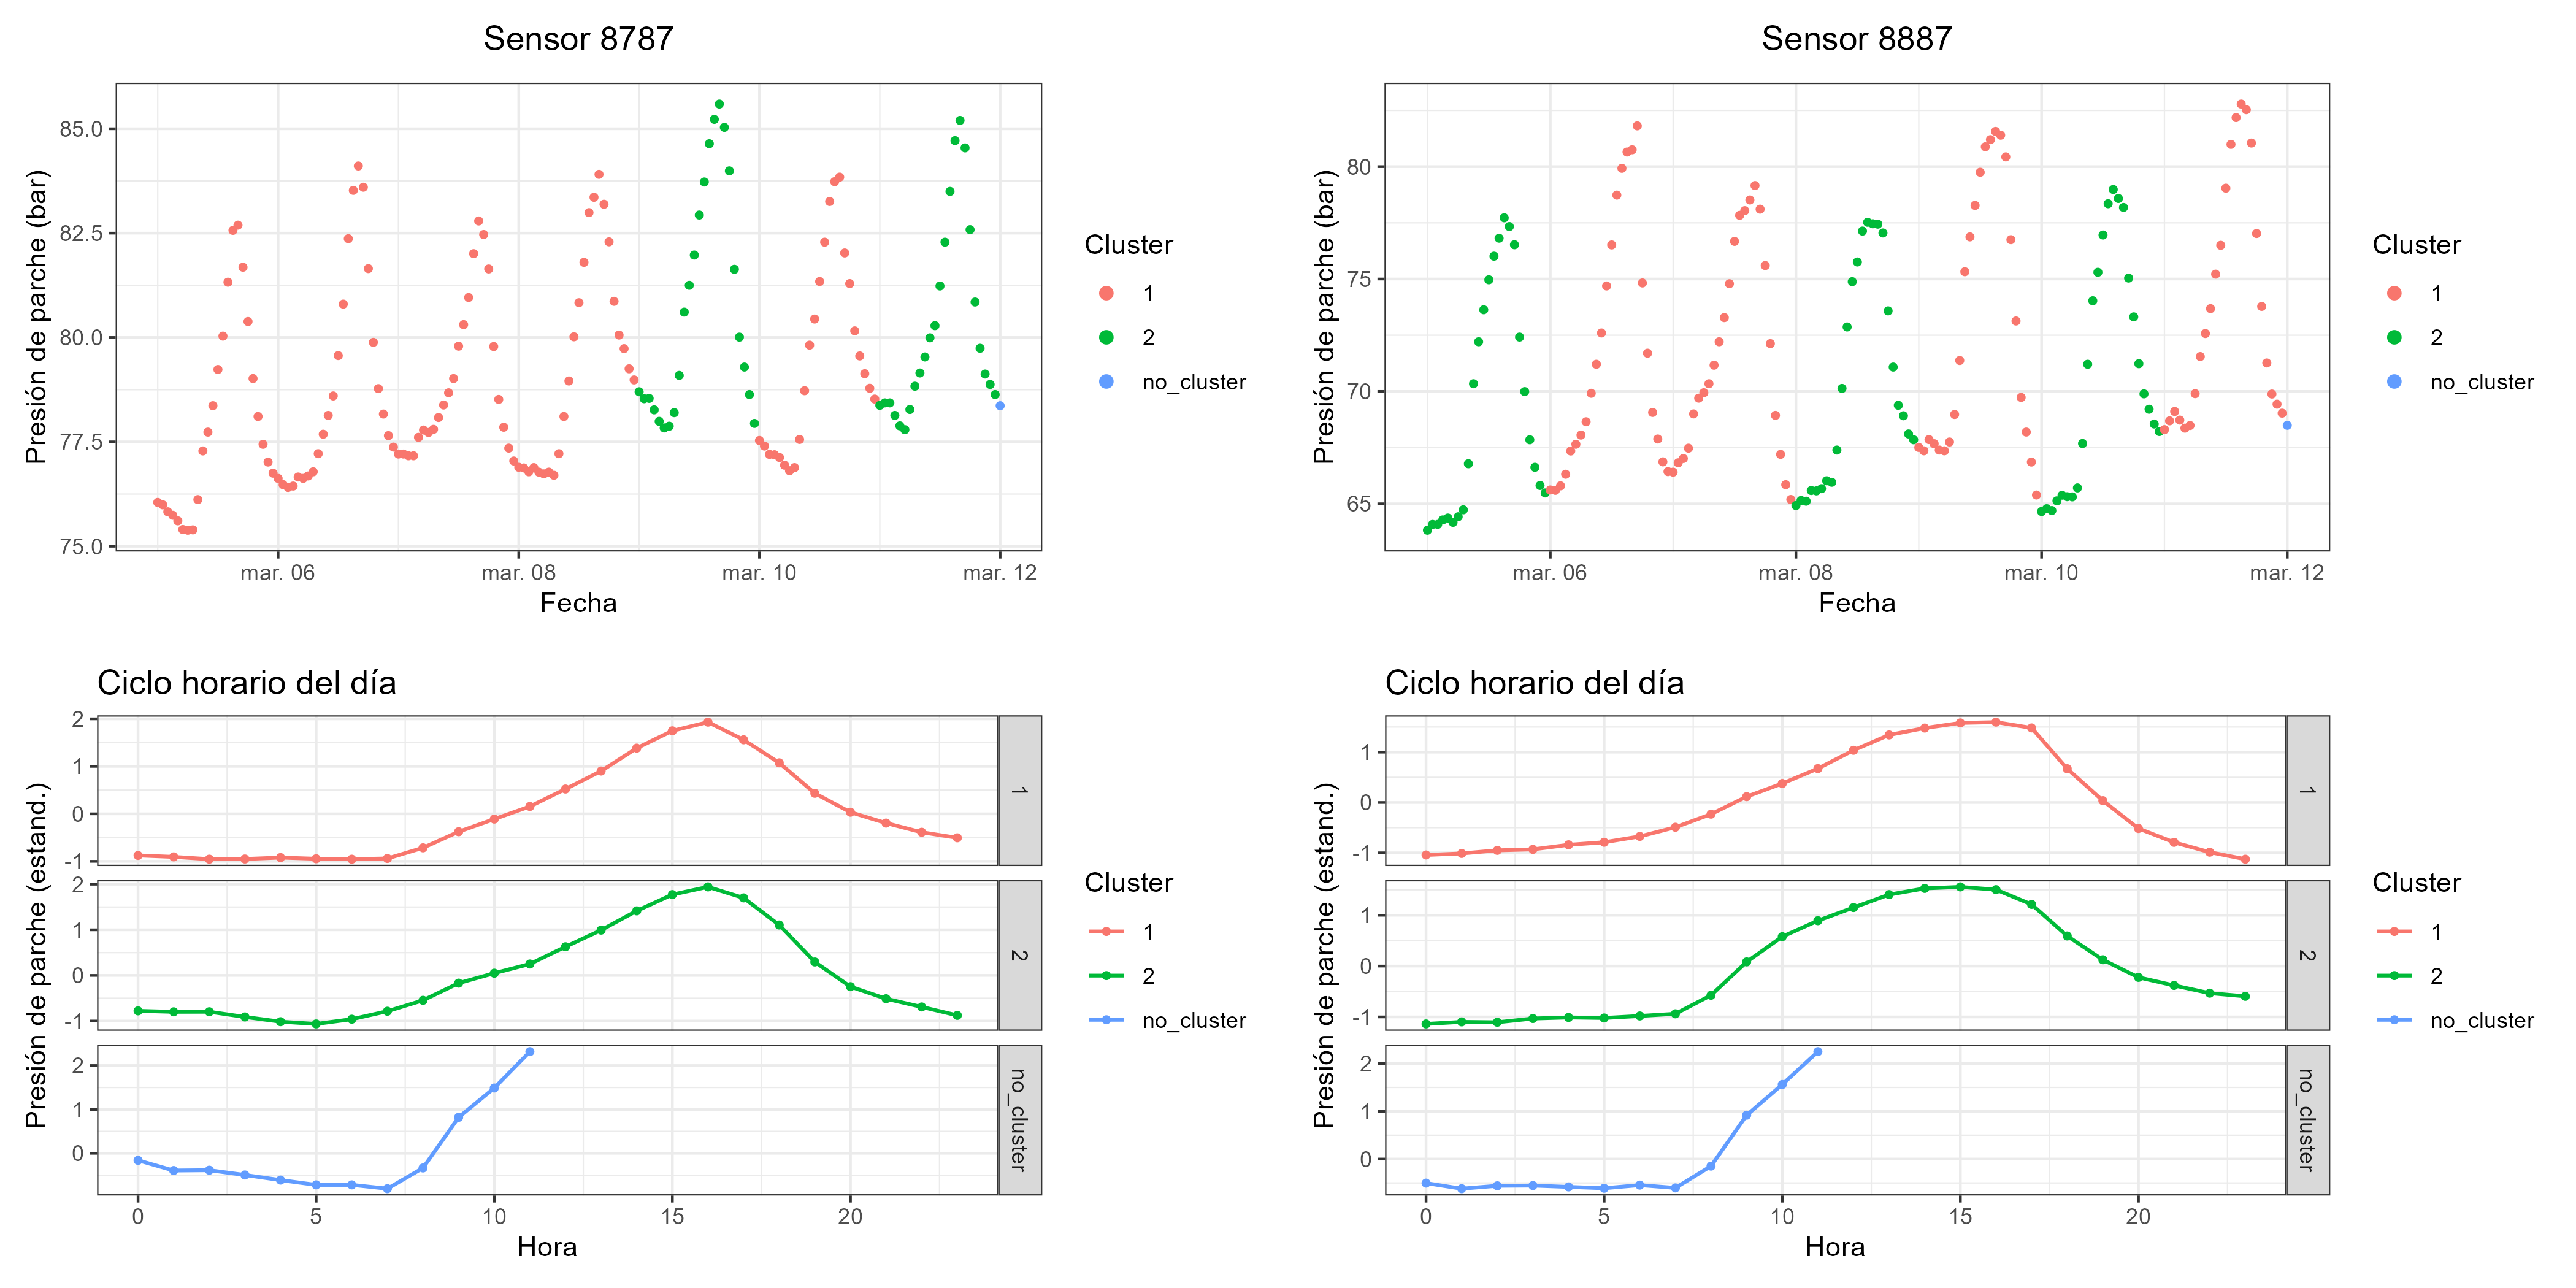 Sensor 8787
Presión de parche (bar)
85.0
82.5
80.0
77.5
75.0
mar. 06
mar. 08
mar. 10
mar. 12
Fecha
Cluster
1
2
no_cluster
Sensor 8887
Presión de parche (bar)
80
75
70
65
mar. 06
mar. 08
mar. 10
mar. 12
Fecha
Cluster
1
2
no_cluster
Ciclo horario del día
Presión de parche (estand.)
2
1
0
-1
1
2
1
0
-1
2
2
1
0
no_cluster
0
5
10
15
20
Hora
Cluster
1
2
no_cluster
Ciclo horario del día
Presión de parche (estand.)
1
0
-1
1
1
0
-1
2
2
1
0
no_cluster
0
5
10
15
20
Hora
Cluster
1
2
no_cluster